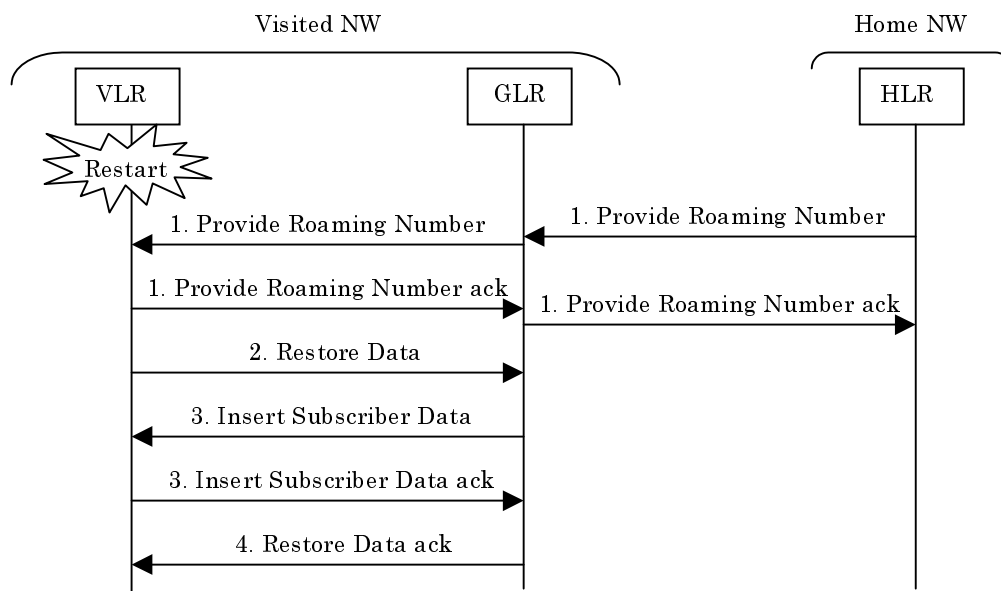 Visited NW
Home NW
VLR
GLR
HLR
Restart
1. Provide Roaming Number
1. Provide Roaming Number
1. Provide Roaming Number ack
1. Provide Roaming Number ack
2. Restore Data
3. Insert Subscriber Data
3. Insert Subscriber Data ack
4. Restore Data ack